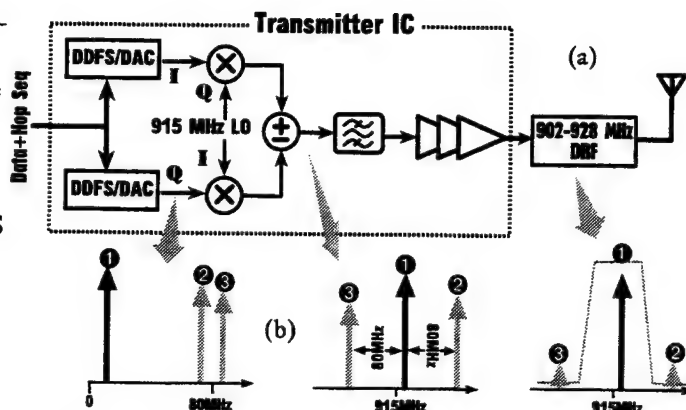 Transmitter IC
(a)
DDFS/DAC
I
Q
915 MHz LO
I
Data+Hop Seq
DDFS/DAC
Q
±
902-928 MHz
DRF
(b)
1
2
3
0
80MHz
1
2
3
80MHz
80MHz
915MHz
1
2
3
915MHz